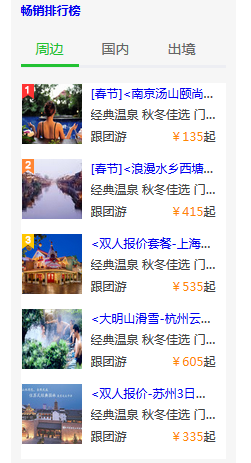 畅销排行榜
周边 国内 出境
1
[春节]<南京汤山颐尚...
经典温泉 秋冬佳选 门...
跟团游 ￥135起
2
[春节]<浪漫水乡西塘...
经典温泉 秋冬佳选 门...
跟团游 ￥415起
3
<双人报价套餐-上海...
经典温泉 秋冬佳选 门...
跟团游 ￥535起
<大明山滑雪-杭州云...
经典温泉 秋冬佳选 门...
跟团游 ￥605起
<双人报价-苏州3日...
经典温泉 秋冬佳选 门...
跟团游 ￥335起